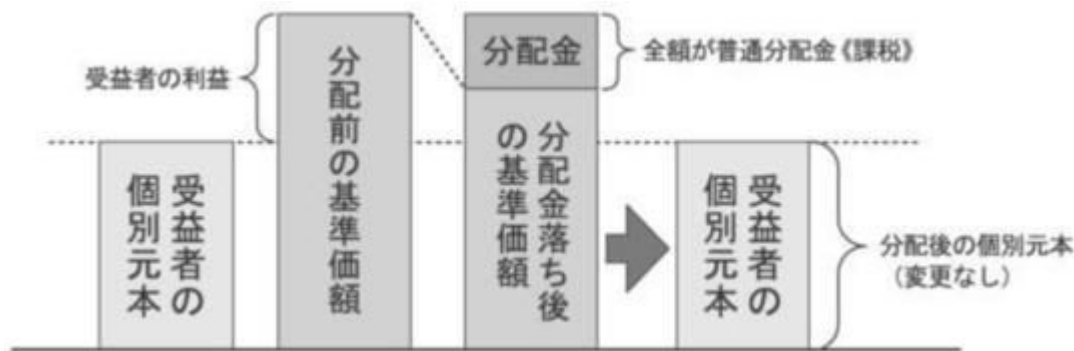 受益者の利益
受益者の
個別元本
分配前の基準価額
分配金
全額が普通分配金《課税》
分配金落ち後
の基準価額
受益者の
個別元本
分配後の個別元本
（変更なし）